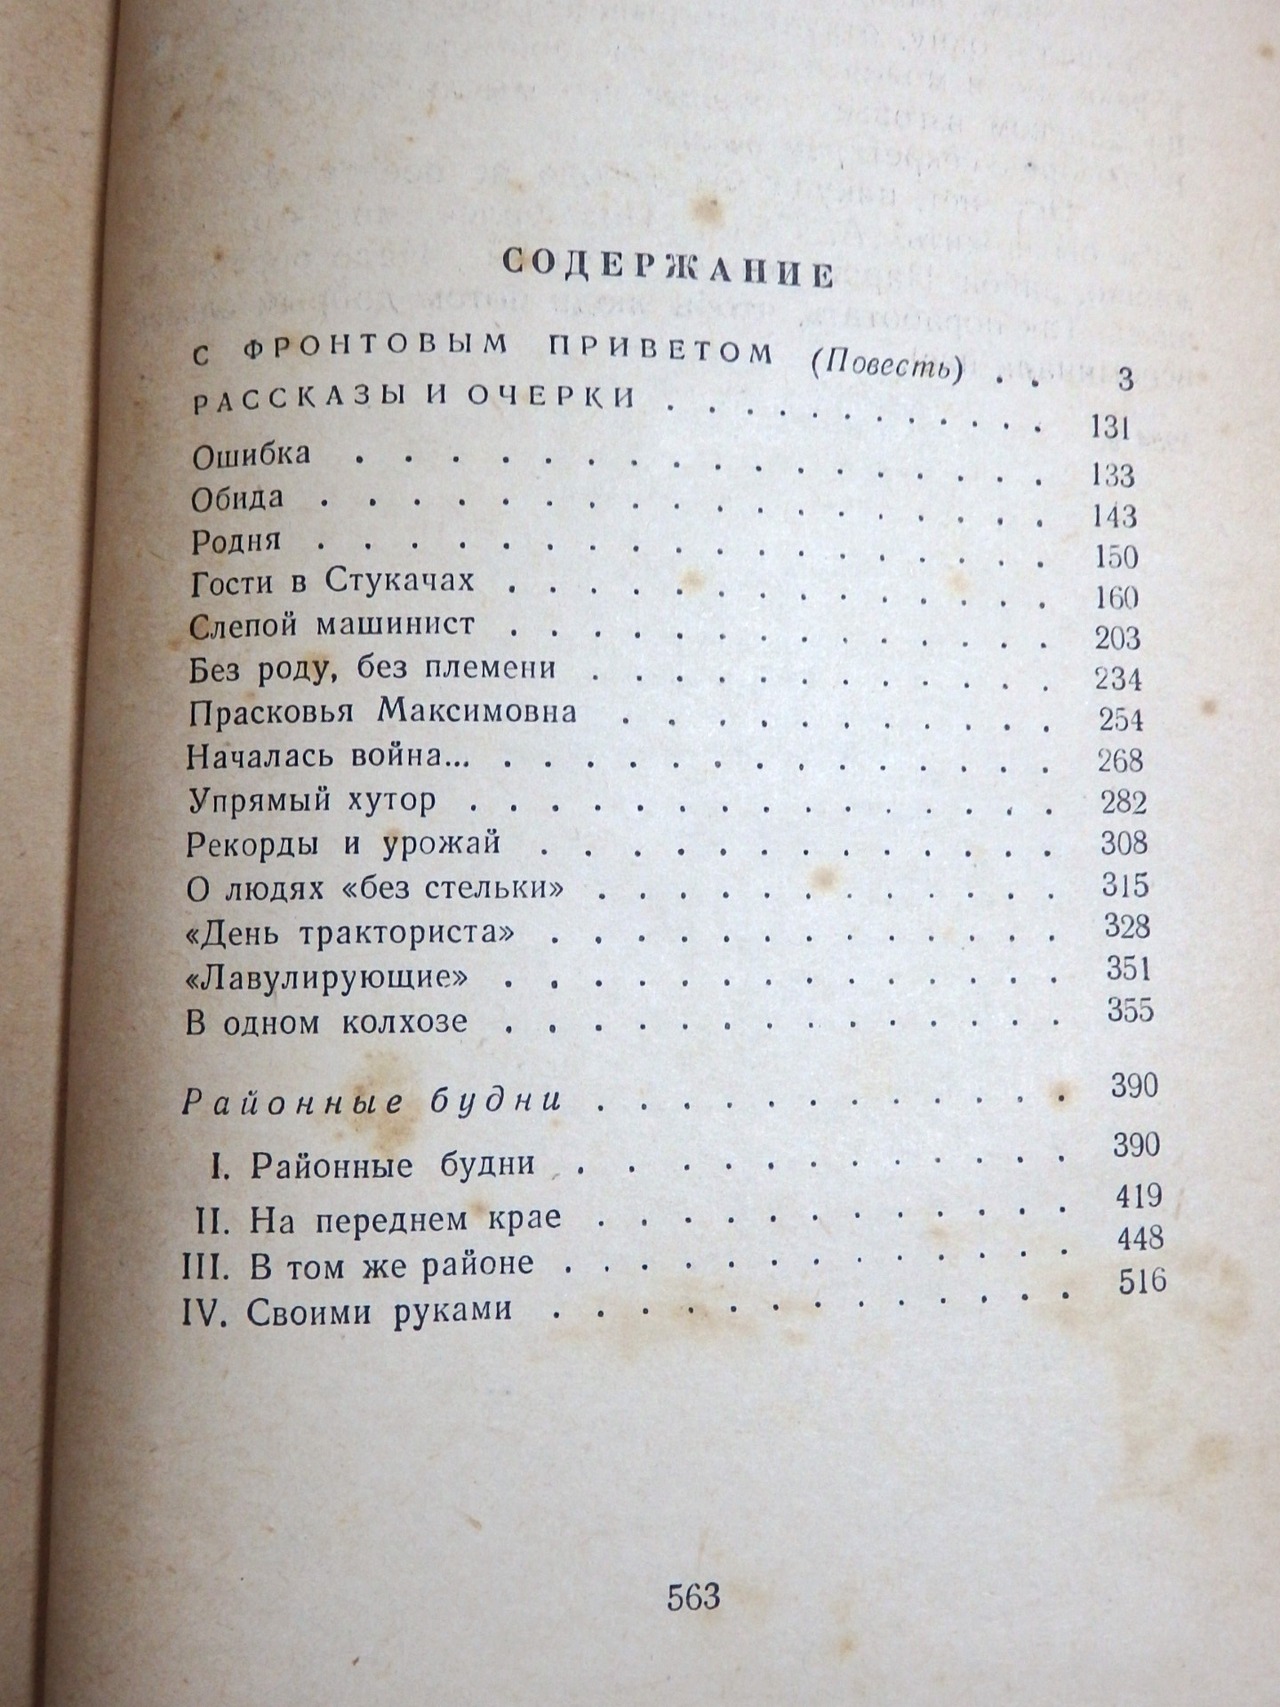 СОДЕРЖАНИЕ
С ФРОНТОВЫМ ПРИВЕТОМ (Повесть) . . 3
РАССКАЗЫ И ОЧЕРКИ . . . . . . . . . . . 131
Ошибка . . . . . . . . . . . . . . . . 133
Обида . . . . . . . . . . . . . . . . . 143
Родня . . . . . . . . . . . . . . . . . 150
Гости в Стукачах . . . . . . . . . . . . . 160
Слепой машинист . . . . . . . . . . . . . 203
Без роду, без племени . . . . . . . . . . . 234
Прасковья Максимовна . . . . . . . . . . . 254
Началась война... . . . . . . . . . . . . . 268
Упрямый хутор . . . . . . . . . . . . . . 282
Рекорды и урожай . . . . . . . . . . . . 308
О людях «без стельки» . . . . . . . . . . . 315
«День тракториста» . . . . . . . . . . . . 328
«Лавулирующие» . . . . . . . . . . . . . 351
В одном колхозе . . . . . . . . . . . . . 355
Районные будни . . . . . . . . . . . . 390
I. Районные будни . . . . . . . . . . . . 390
II. На переднем крае . . . . . . . . . . . . 419
III. В том же районе . . . . . . . . . . . . 448
IV. Своими руками . . . . . . . . . . . . . 516
563